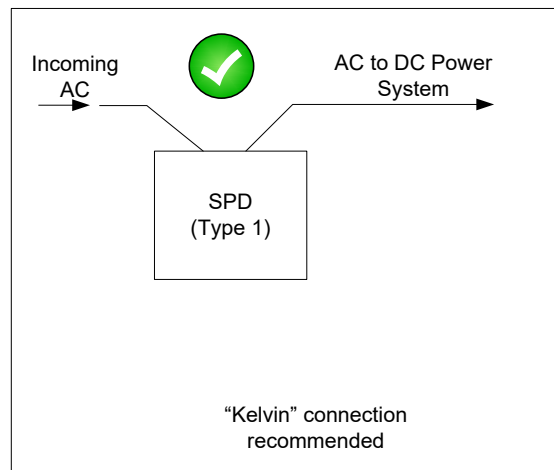 Incoming
AC
AC to DC Power
System
SPD
(Type 1)
“Kelvin” connection
recommended